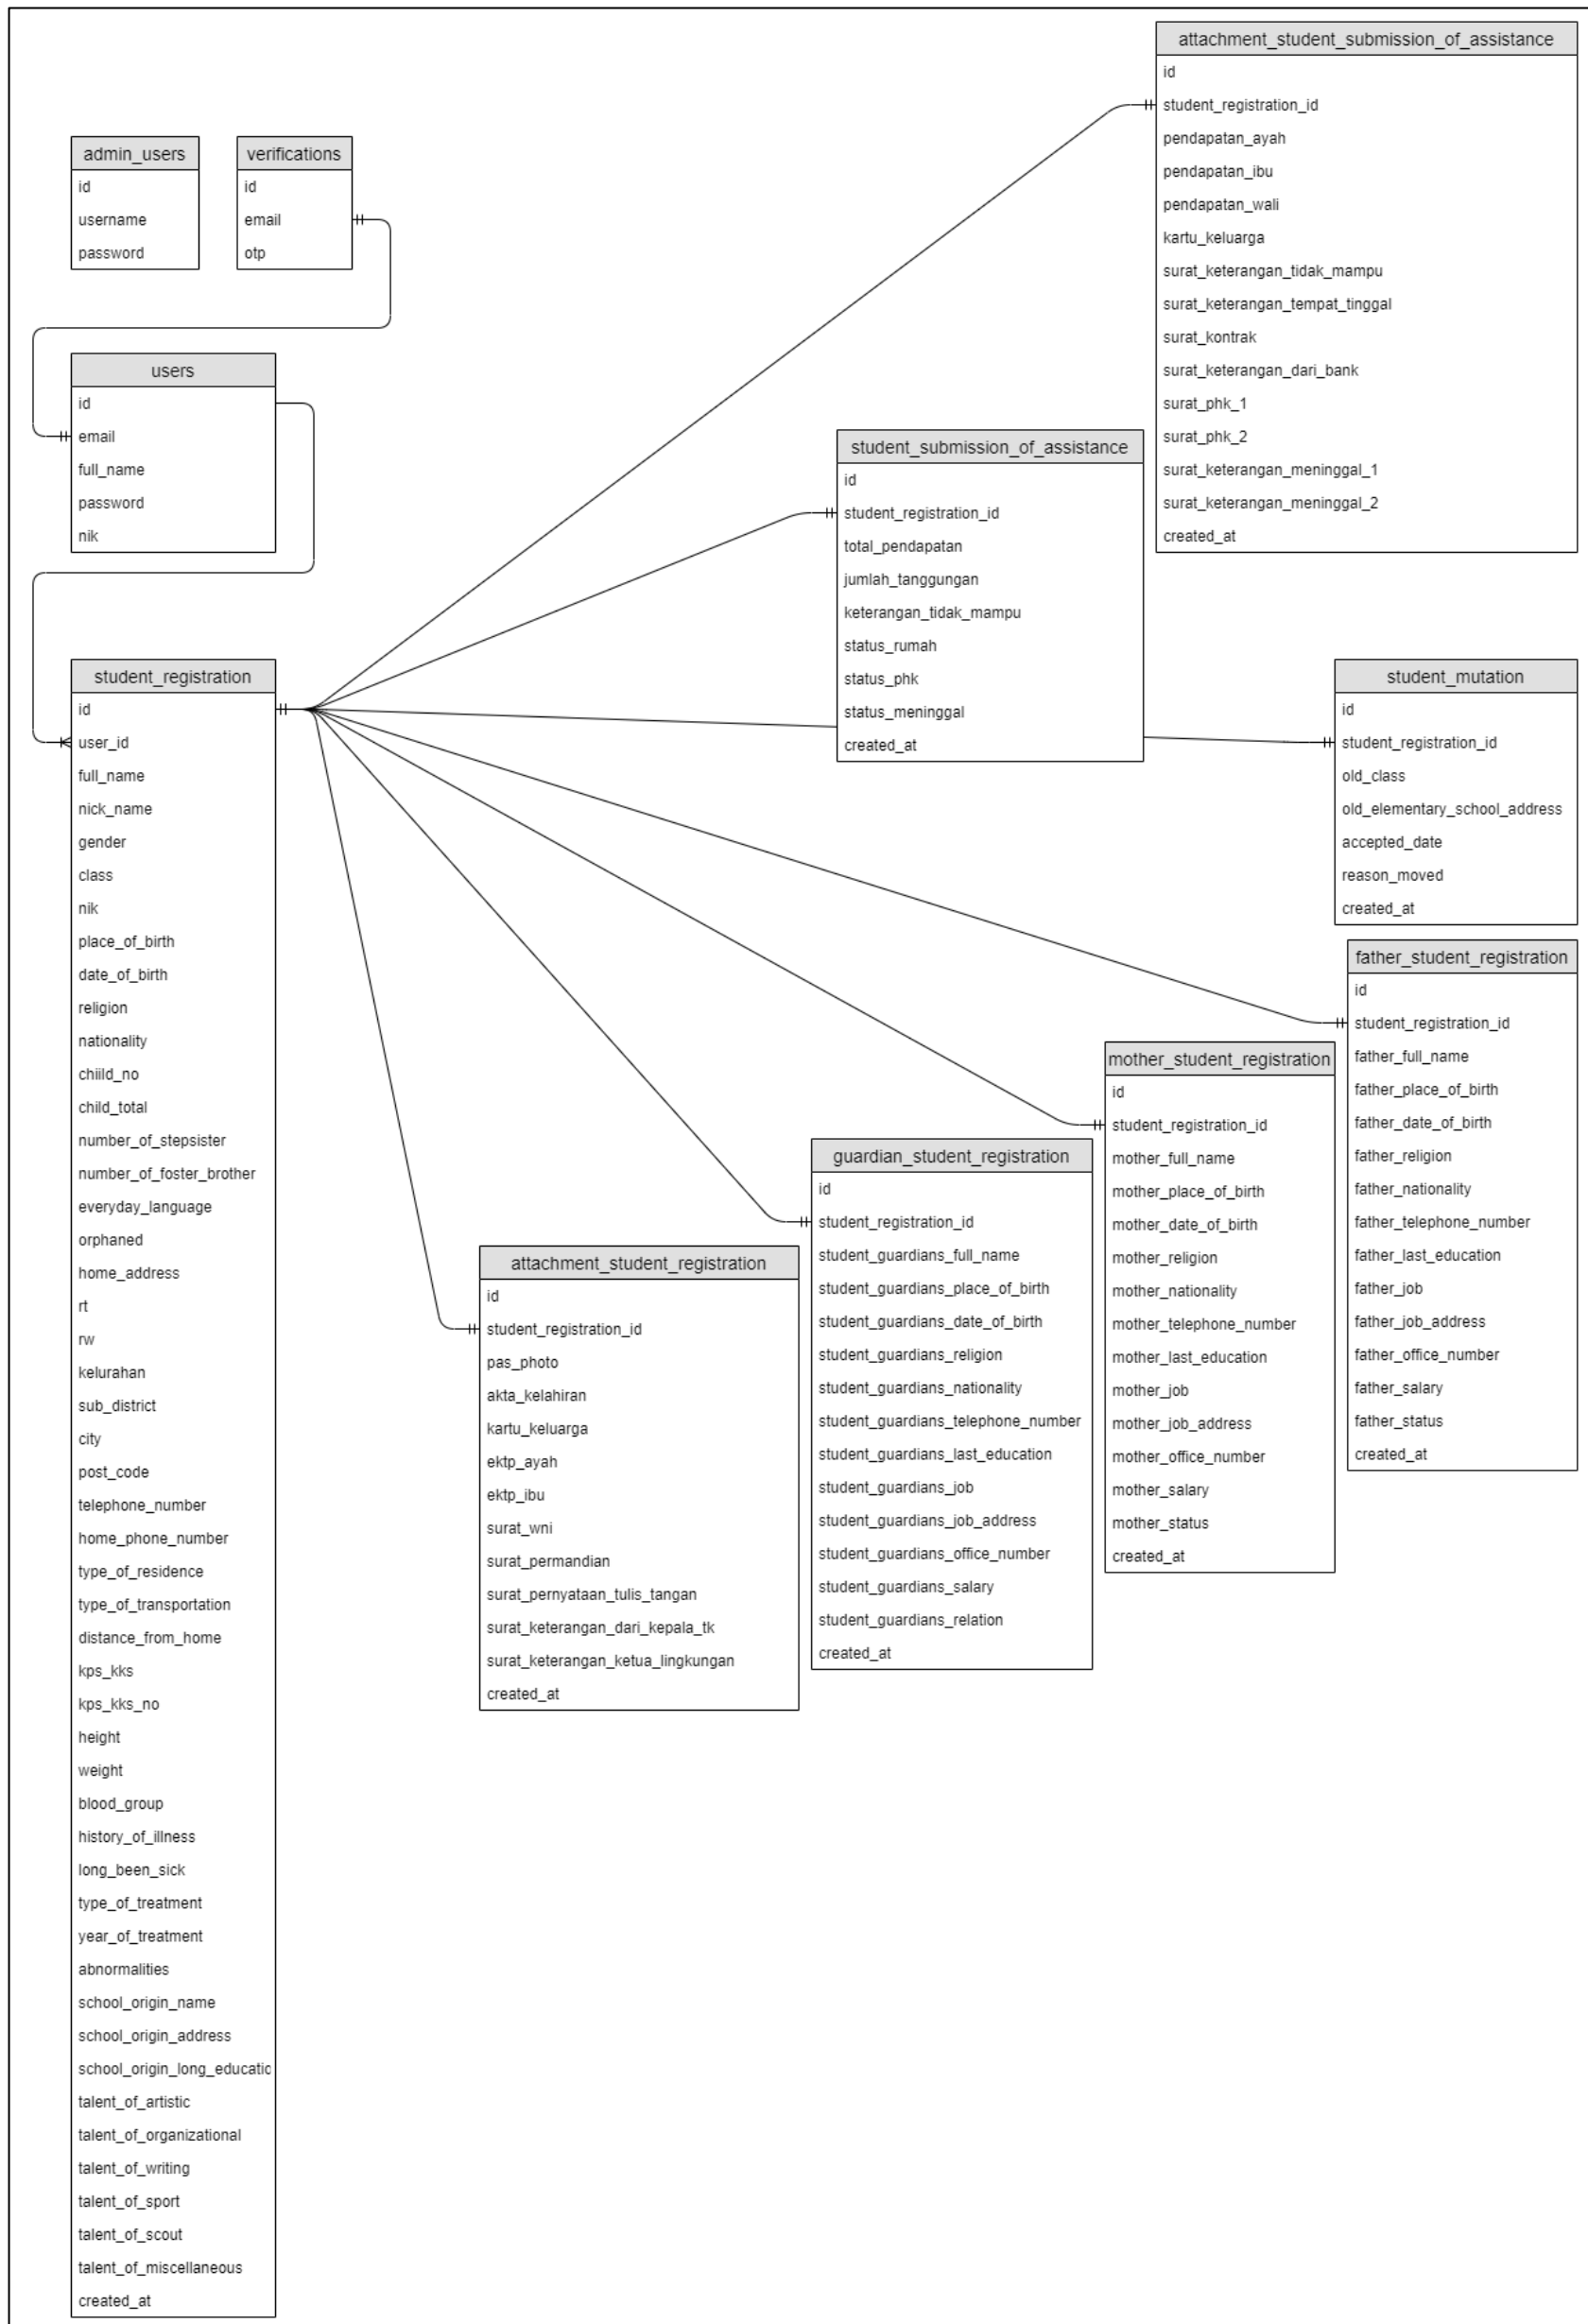 attachment_student_submission_of_assistance
id
student_registration_id
pendapatan_ayah
pendapatan_ibu
pendapatan_wali
kartu_keluarga
surat_keterangan_tidak_mampu
surat_keterangan_tempat_tinggal
surat_kontrak
surat_keterangan_dari_bank
surat_phk_1
surat_phk_2
surat_keterangan_meninggal_1
surat_keterangan_meninggal_2
created_at
admin_users
id
username
password
verifications
id
email
otp
users
id
email
full_name
password
nik
student_submission_of_assistance
id
student_registration_id
total_pendapatan
jumlah_tanggungan
keterangan_tidak_mampu
status_rumah
status_phk
status_meninggal
created_at
student_mutation
id
student_registration_id
old_class
old_elementary_school_address
accepted_date
reason_moved
created_at
student_registration
id
user_id
full_name
nick_name
gender
class
nik
place_of_birth
date_of_birth
religion
nationality
chiild_no
child_total
number_of_stepsister
number_of_foster_brother
everyday_language
orphaned
home_address
rt
rw
kelurahan
sub_district
city
post_code
telephone_number
home_phone_number
type_of_residence
type_of_transportation
distance_from_home
kps_kks
kps_kks_no
height
weight
blood_group
history_of_illness
long_been_sick
type_of_treatment
year_of_treatment
abnormalities
school_origin_name
school_origin_address
school_origin_long_educatic
talent_of_artistic
talent_of_organizational
talent_of_writing
talent_of_sport
talent_of_scout
talent_of_miscellaneous
created_at
father_student_registration
id
student_registration_id
father_full_name
father_place_of_birth
father_date_of_birth
father_religion
father_nationality
father_telephone_number
father_last_education
father_job
father_job_address
father_office_number
father_salary
father_status
created_at
mother_student_registration
id
student_registration_id
mother_full_name
mother_place_of_birth
mother_date_of_birth
mother_religion
mother_nationality
mother_telephone_number
mother_last_education
mother_job
mother_job_address
mother_office_number
mother_salary
mother_status
created_at
guardian_student_registration
id
student_registration_id
student_guardians_full_name
student_guardians_place_of_birth
student_guardians_date_of_birth
student_guardians_religion
student_guardians_nationality
student_guardians_telephone_number
student_guardians_last_education
student_guardians_job
student_guardians_job_address
student_guardians_office_number
student_guardians_salary
student_guardians_relation
created_at
attachment_student_registration
id
student_registration_id
pas_photo
akta_kelahiran
kartu_keluarga
ektp_ayah
ektp_ibu
surat_wni
surat_permandian
surat_pernyataan_tulis_tangan
surat_keterangan_dari_kepala_tk
surat_keterangan_ketua_lingkungan
created_at